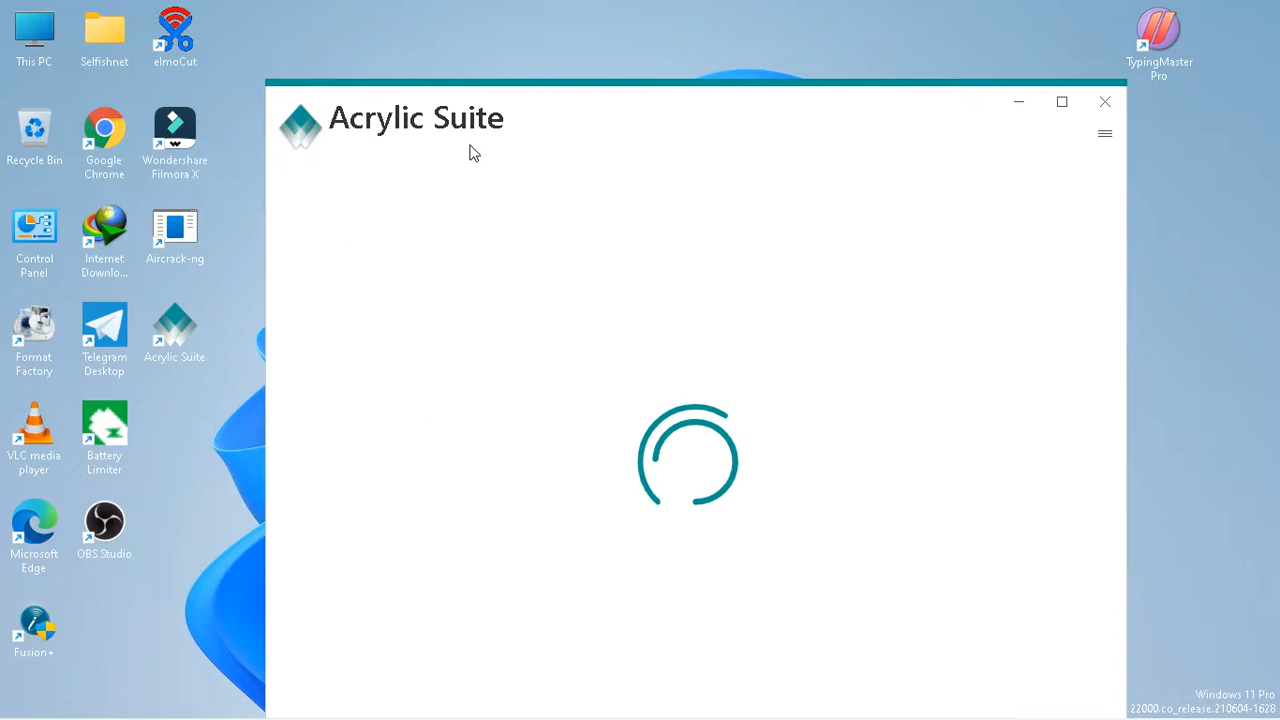 This PC
Selfishnet
elmoCut
TypingMaster
Pro
Acrylic Suite
Recycle Bin
Google
Chrome
Wondershare
Filmora X
Control
Panel
Internet
Downlo...
Aircrack-ng
Format
Factory
Telegram
Desktop
Acrylic Suite
VLC media
player
Battery
Limiter
Microsoft
Edge
OBS Studio
Fusion+
Windows 11 Pro
22000.co_release.210604-1628